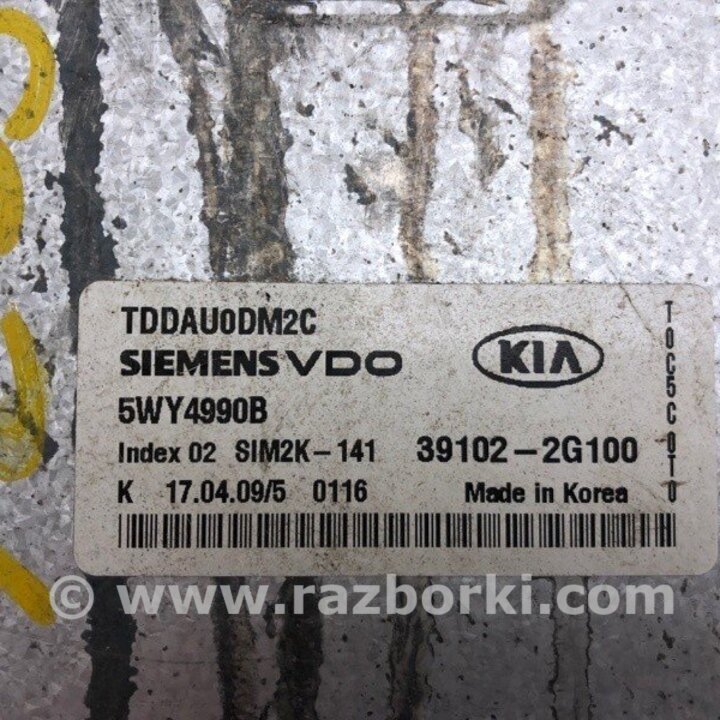 TDDAU0DM2C
SIEMENS VDO
KIA
5WY4990B
Index 02 SIM2K-141 39102-2G100
K 17.04.09/5 0116 Made in Korea
T0C5C0T0
© www.razborki.com